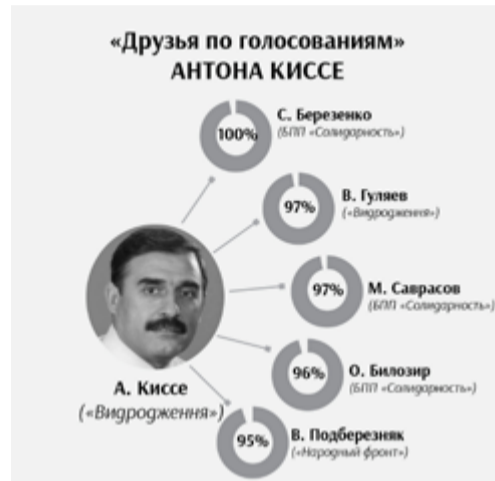 «Друзья по голосованиям»
АНТОНА КИССЕ
100%
С. Березенко
(БПП «Солидарность»)
97%
В. Гуляев
(«Видродження»)
97%
М. Саврасов
(БПП «Солидарность»)
96%
О. Билозир
(БПП «Солидарность»)
А. Киссе
(«Видродження»)
95%
В. Подберезняк
(«Народный фронт»)